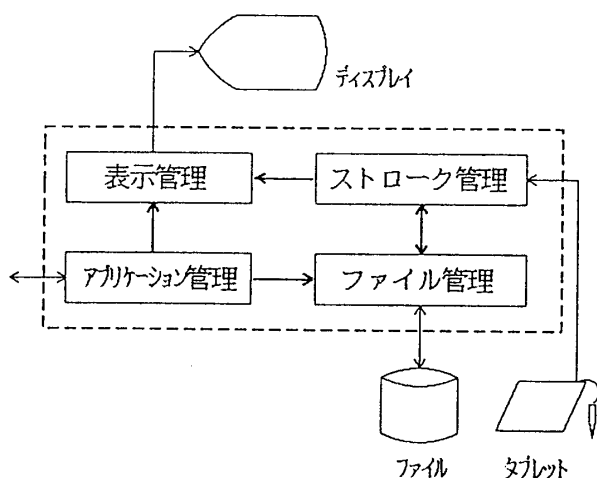 ディスプレイ
表示管理
ストローク管理
アプリケーション管理
ファイル管理
ファイル
タブレット